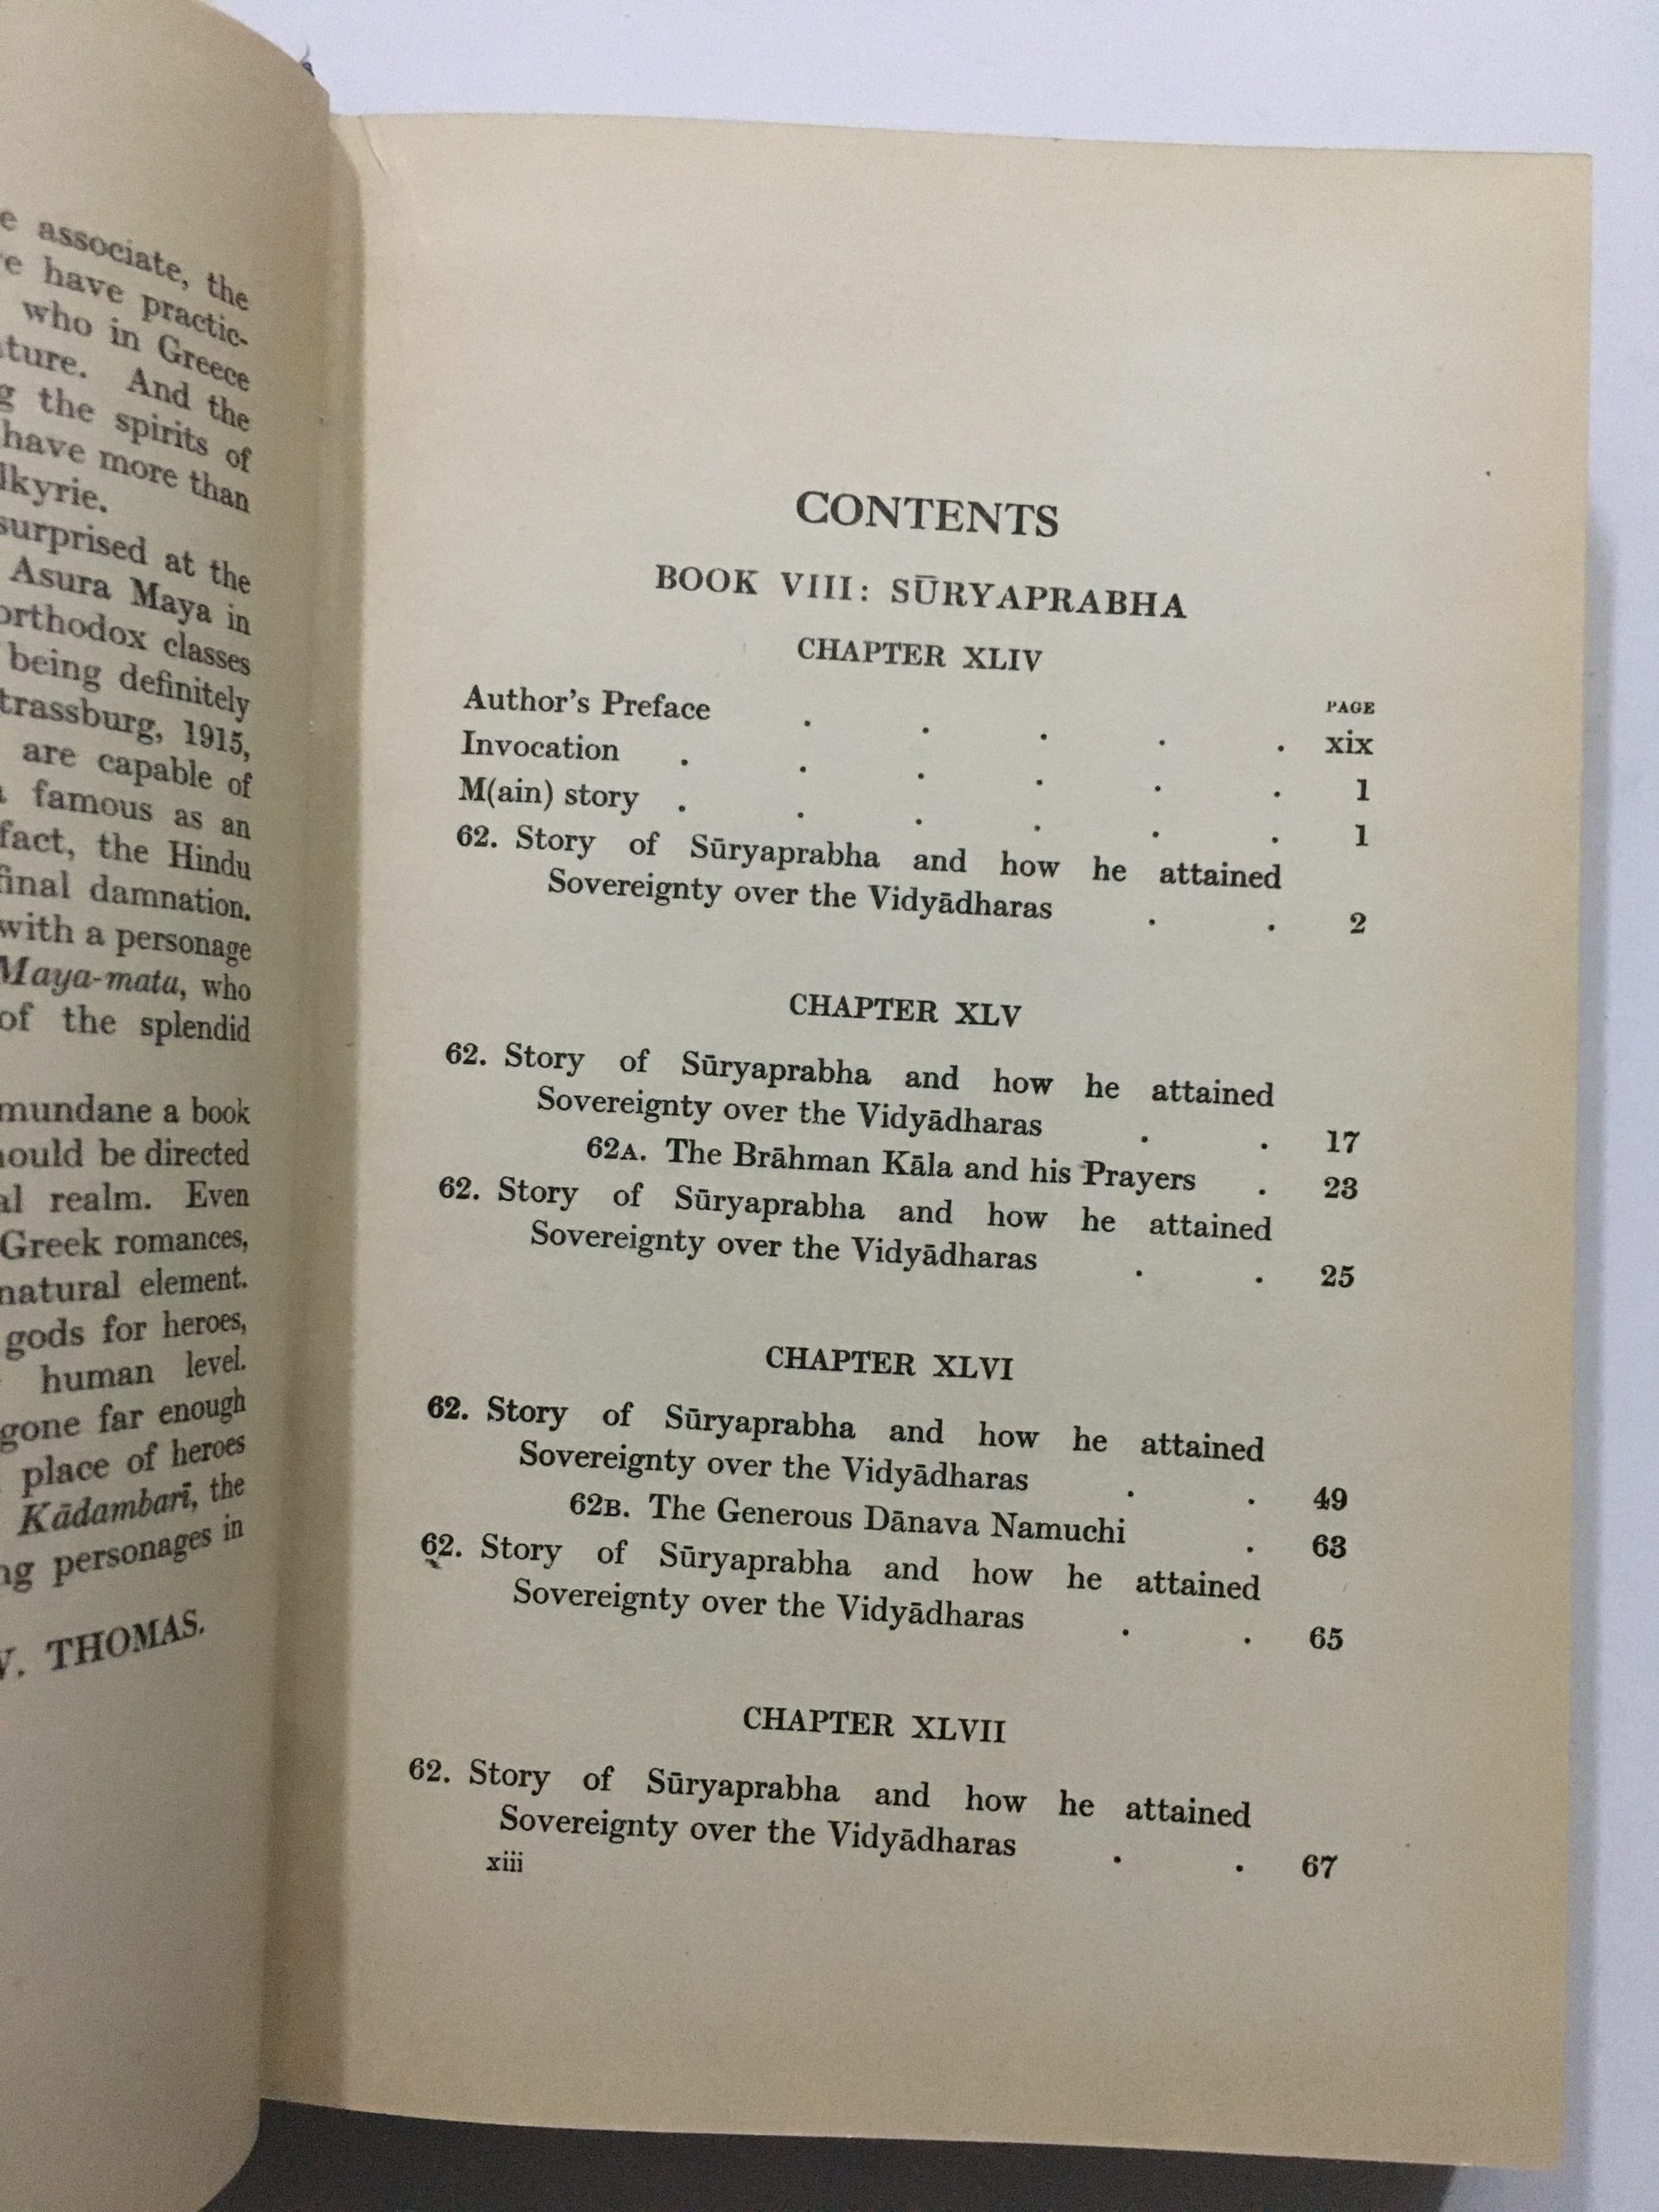 associate, the
have practic-
who in Greece
And the
the spirits of
have more than
surprised at the
Asura Maya in
orthodox classes
being definitely
1915,
are capable of
famous as an
fact, the Hindu
final damnation.
with a personage
Maya-mata, who
of the splendid
mundane a book
be directed
realm. Even
Greek romances,
natural element.
gods for heroes,
human level.
gone far enough
place of heroes
Kādambarī, the
personages in
THOMAS.
CONTENTS
BOOK VIII: SŪRYAPRABHA
CHAPTER XLIV
PAGE
Author's Preface . . . . . xix
Invocation . . . . . . 1
M(ain) story . . . . . . 1
62. Story of Sūryaprabha and how he attained
Sovereignty over the Vidyādharas . . 2
CHAPTER XLV
62. Story of Sūryaprabha and how he attained
Sovereignty over the Vidyādharas . . 17
62A. The Brāhman Kāla and his Prayers . 23
62. Story of Sūryaprabha and how he attained
Sovereignty over the Vidyādharas . . 25
CHAPTER XLVI
62. Story of Sūryaprabha and how he attained
Sovereignty over the Vidyādharas . . 49
62B. The Generous Dānava Namuchi . 63
62. Story of Sūryaprabha and how he attained
Sovereignty over the Vidyādharas . . 65
CHAPTER XLVII
62. Story of Sūryaprabha and how he attained
Sovereignty over the Vidyādharas . . 67
xiii